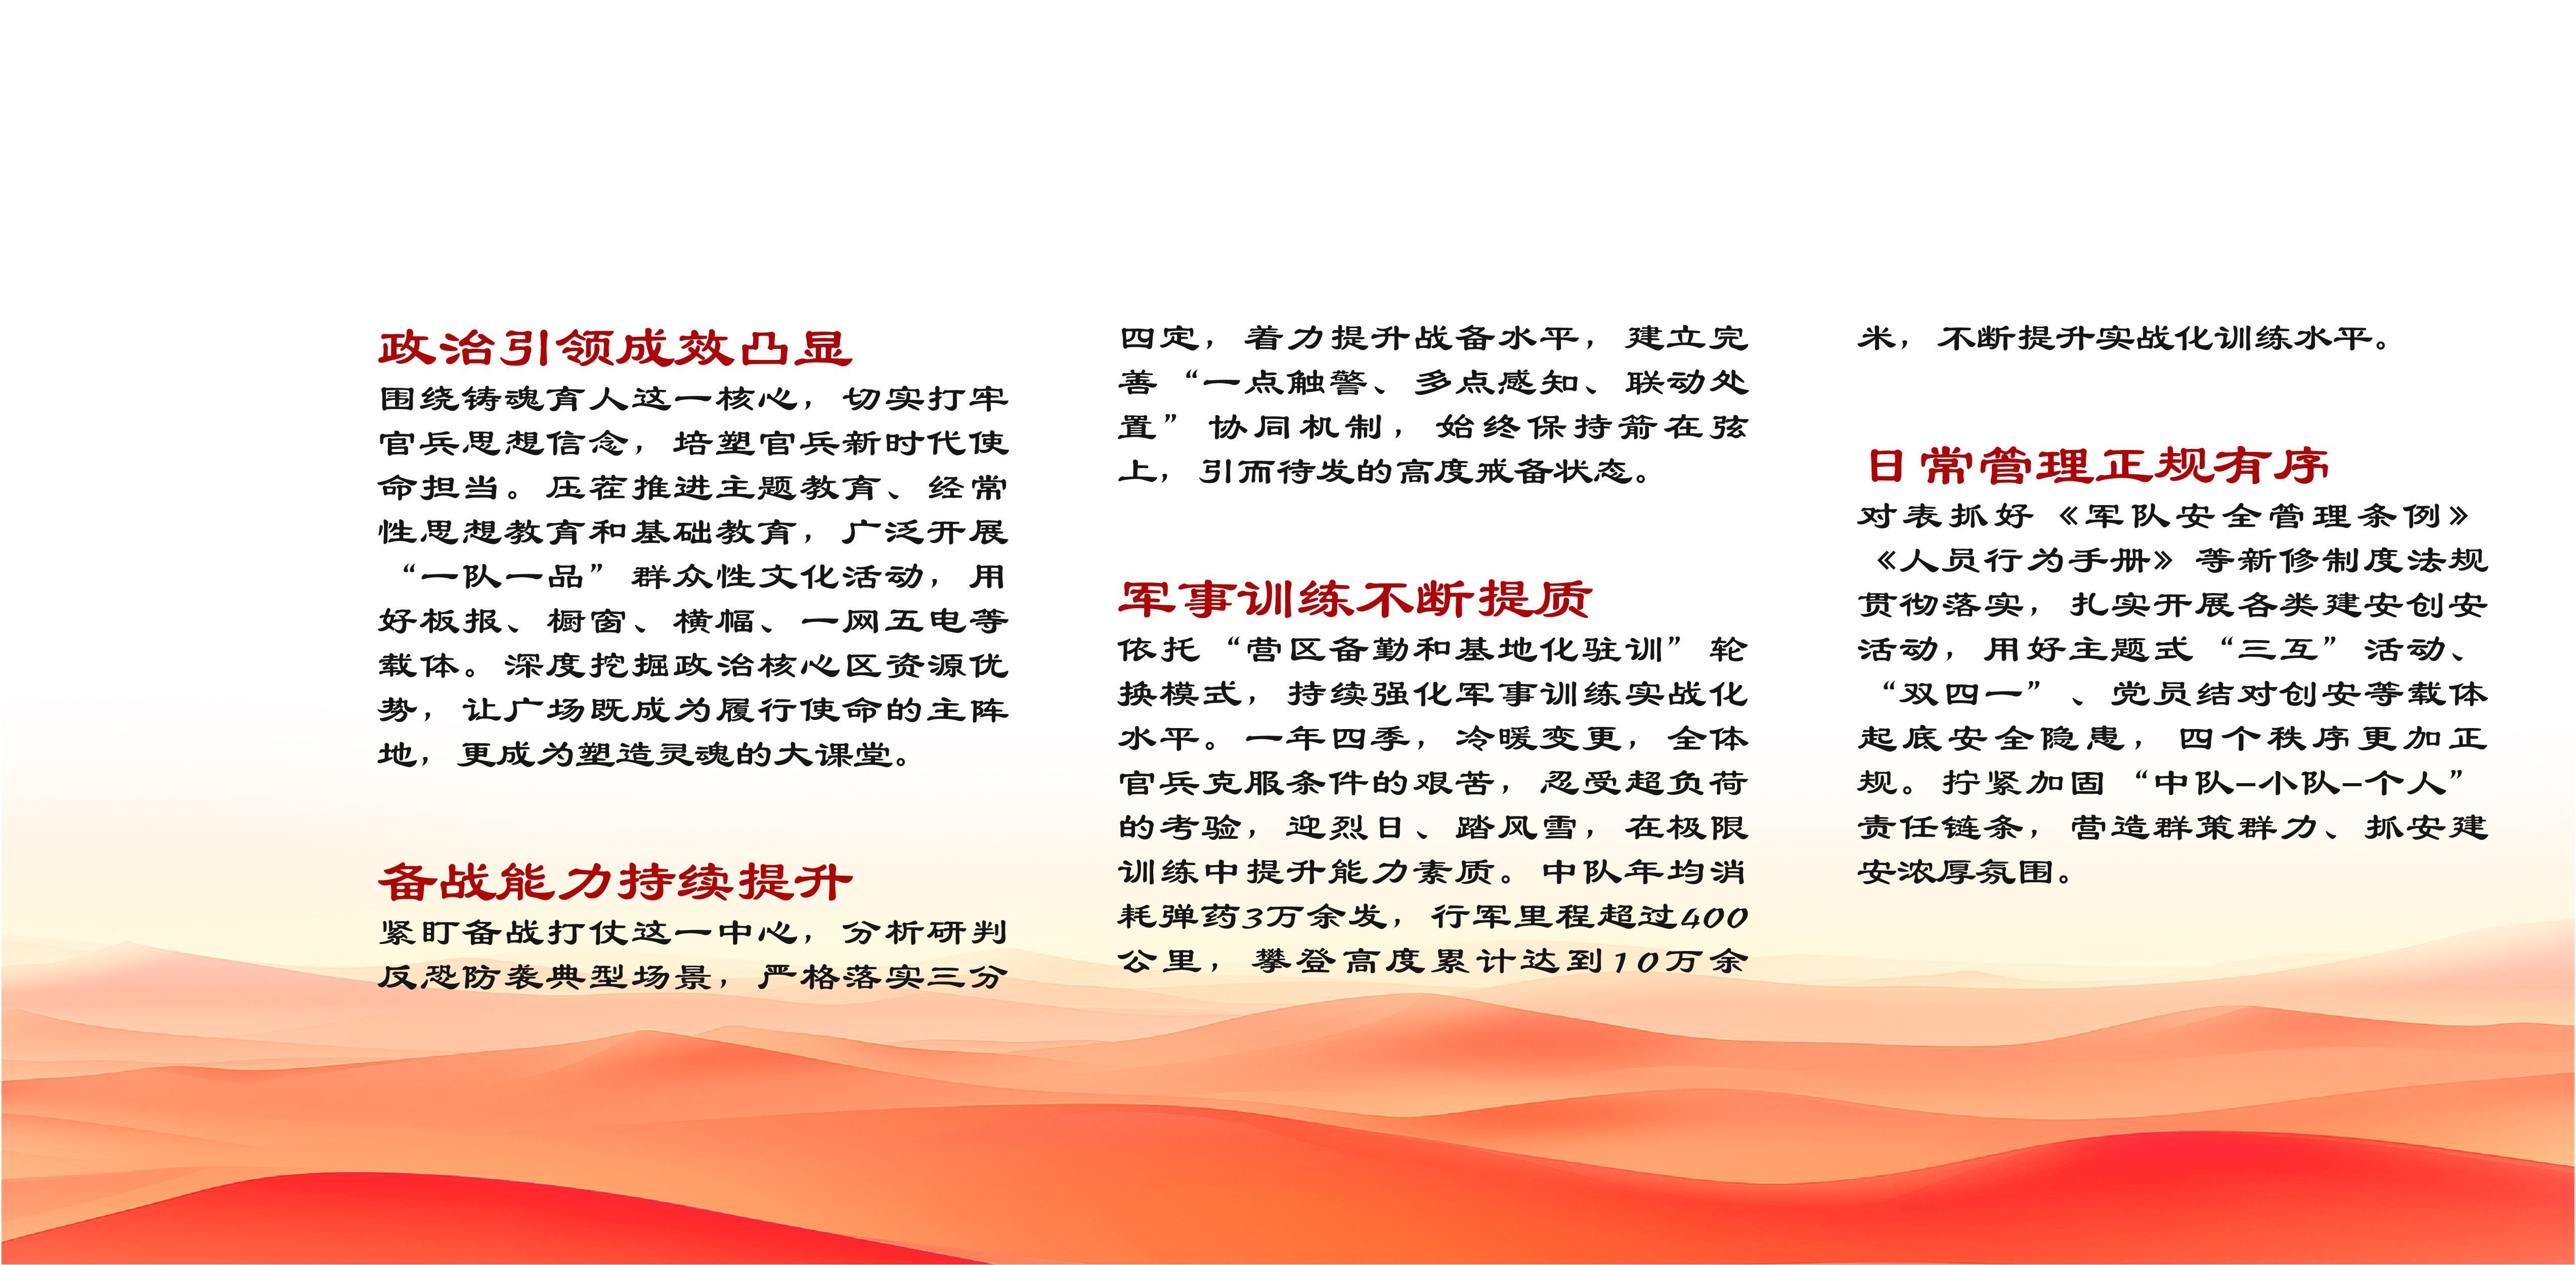 政治引领成效凸显
围绕铸魂育人这一核心，切实打牢
官兵思想信念，培塑官兵新时代使
命担当。压茬推进主题教育、经常
性思想教育和基础教育，广泛开展
“一队一品”群众性文化活动，用
好板报、橱窗、横幅、一网五电等
载体。深度挖掘政治核心区资源优
势，让广场既成为履行使命的主阵
地，更成为塑造灵魂的大课堂。
备战能力持续提升
紧盯备战打仗这一中心，分析研判
反恐防袭典型场景，严格落实三分
四定，着力提升战备水平，建立完
善“一点触警、多点感知、联动处
置”协同机制，始终保持箭在弦
上，引而待发的高度戒备状态。
军事训练不断提质
依托“营区备勤和基地化驻训”轮
换模式，持续强化军事训练实战化
水平。一年四季，冷暖变更，全体
官兵克服条件的艰苦，忍受超负荷
的考验，迎烈日、踏风雪，在极限
训练中提升能力素质。中队年均消
耗弹药3万余发，行军里程超过400
公里，攀登高度累计达到10万余
米，不断提升实战化训练水平。
日常管理正规有序
对表抓好《军队安全管理条例》
《人员行为手册》等新修制度法规
贯彻落实，扎实开展各类建安创安
活动，用好主题式“三互”活动、
“双四一”、党员结对创安等载体
起底安全隐患，四个秩序更加正
规。拧紧加固“中队-小队-个人”
责任链条，营造群策群力、抓安建
安浓厚氛围。